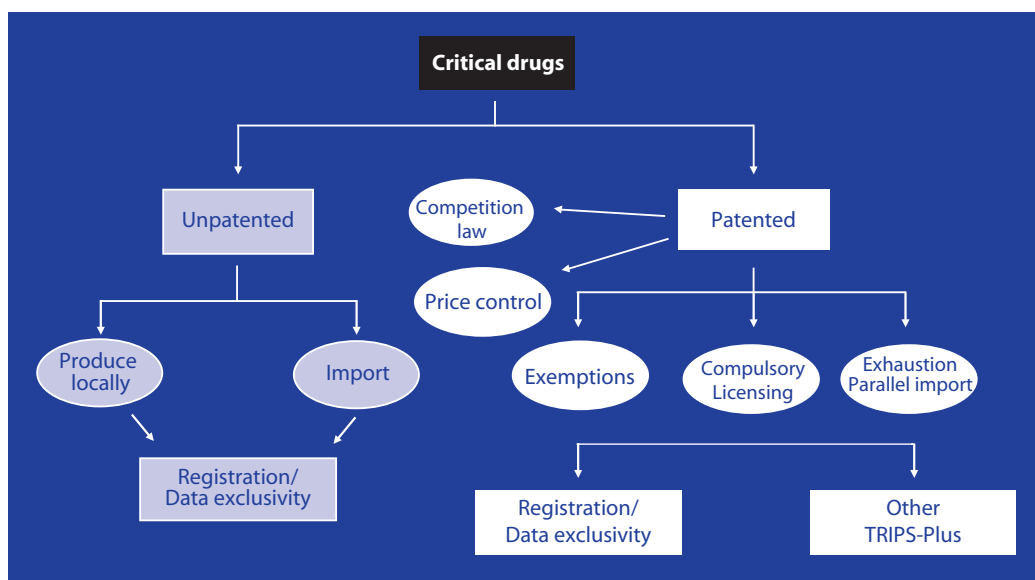 Critical drugs
Unpatented
Competition
law
Patented
Price control
Produce
locally
Import
Exemptions
Compulsory
Licensing
Exhaustion
Parallel import
Registration/
Data exclusivity
Registration/
Data exclusivity
Other
TRIPS-Plus